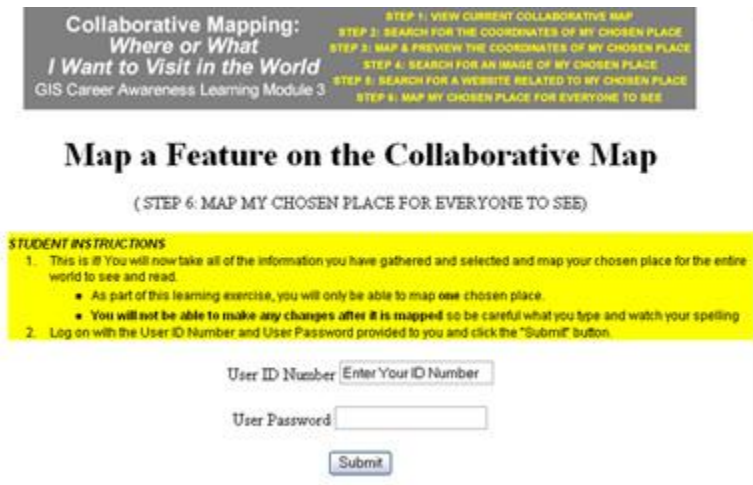 Collaborative Mapping:
Where or What
I Want to Visit in the World
GIS Career Awareness Learning Module 3
STEP 1: VIEW CURRENT COLLABORATIVE MAP
STEP 2: SEARCH FOR THE COORDINATES OF MY CHOSEN PLACE
STEP 3: MAP & PREVIEW THE COORDINATES OF MY CHOSEN PLACE
STEP 4: SEARCH FOR AN IMAGE OF MY CHOSEN PLACE
STEP 5: SEARCH FOR A WEBSITE RELATED TO MY CHOSEN PLACE
STEP 6: MAP MY CHOSEN PLACE FOR EVERYONE TO SEE
Map a Feature on the Collaborative Map
( STEP 6: MAP MY CHOSEN PLACE FOR EVERYONE TO SEE)
STUDENT INSTRUCTIONS
1. This is it! You will now take all of the information you have gathered and selected and map your chosen place for the entire
world to see and read.
• As part of this learning exercise, you will only be able to map one chosen place.
• You will not be able to make any changes after it is mapped so be careful what you type and watch your spelling
2. Log on with the User ID Number and User Password provided to you and click the "Submit" button.
User ID Number Enter Your ID Number
User Password
Submit